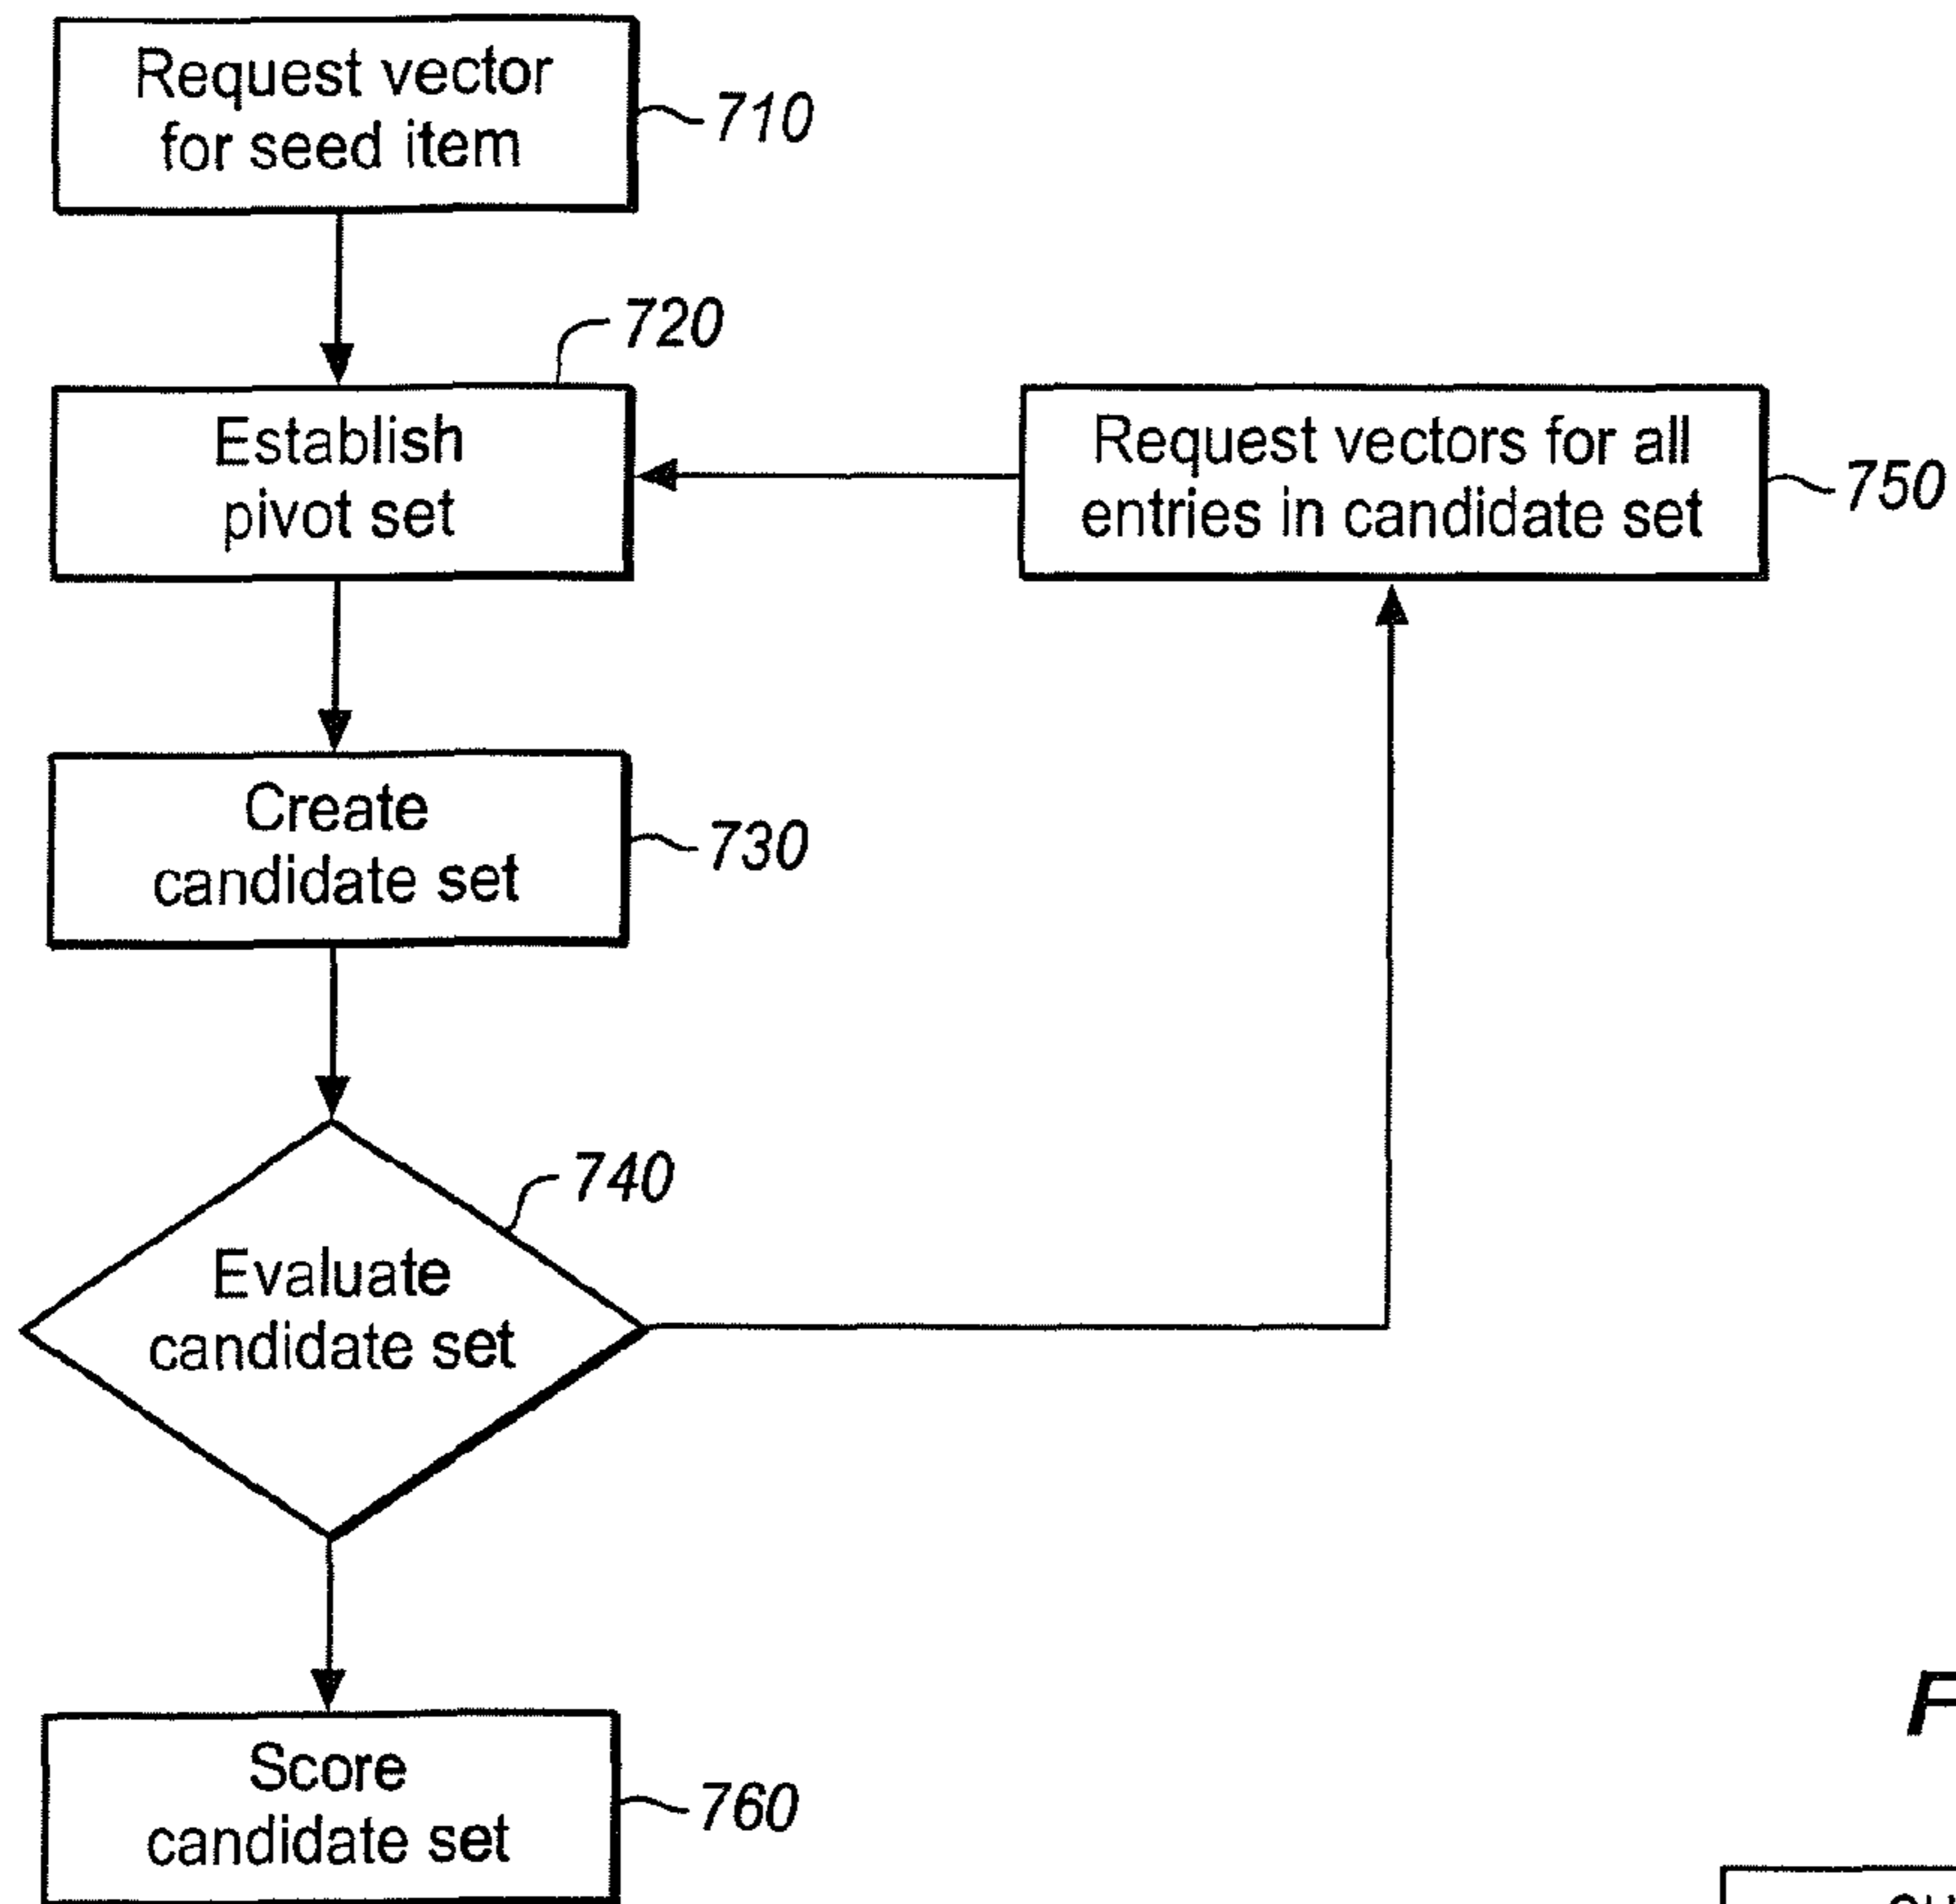 Request vector
for seed item
710
720
Establish
pivot set
Request vectors for all
entries in candidate set
750
Create
candidate set
730
740
Evaluate
candidate set
Score
candidate set
760